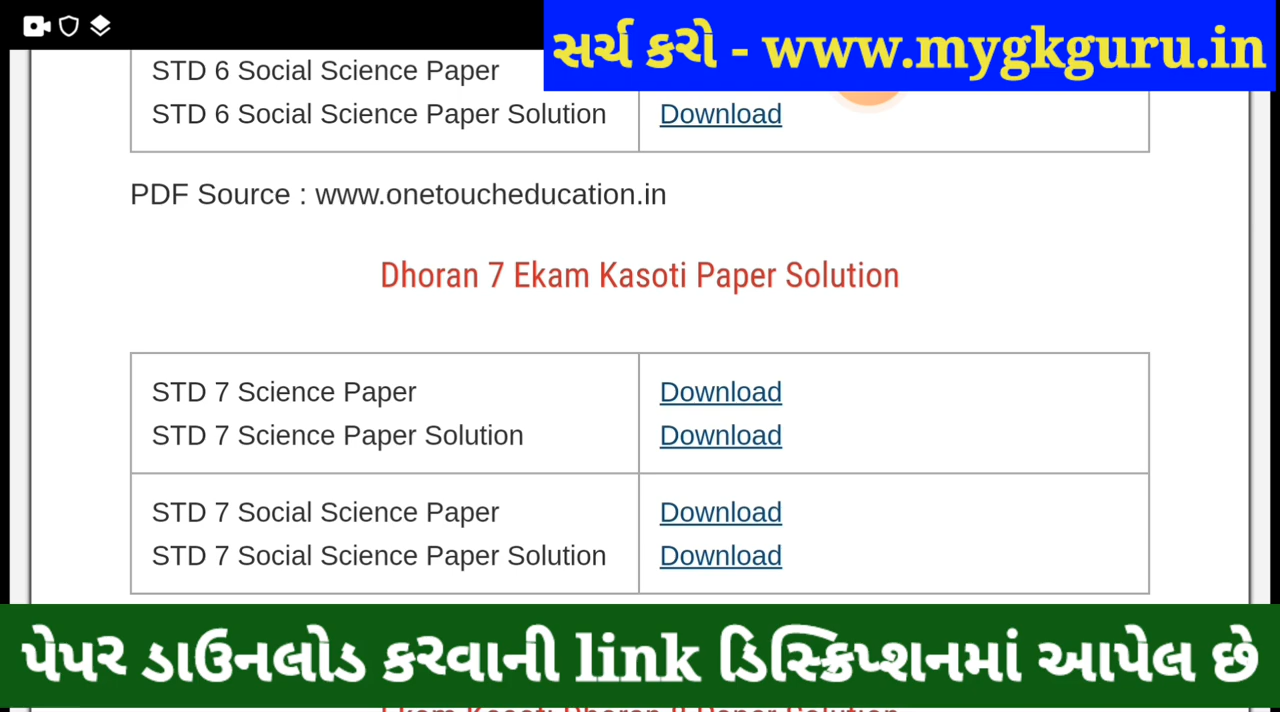 સર્ચ કરો - www.mygkguru.in
STD 6 Social Science Paper
STD 6 Social Science Paper Solution Download
PDF Source : www.onetoucheducation.in
Dhoran 7 Ekam Kasoti Paper Solution
STD 7 Science Paper Download
STD 7 Science Paper Solution Download
STD 7 Social Science Paper Download
STD 7 Social Science Paper Solution Download
પેપર ડાઉનલોડ કરવાની link ડિસ્ક્રિપ્શનમાં આપેલ છે